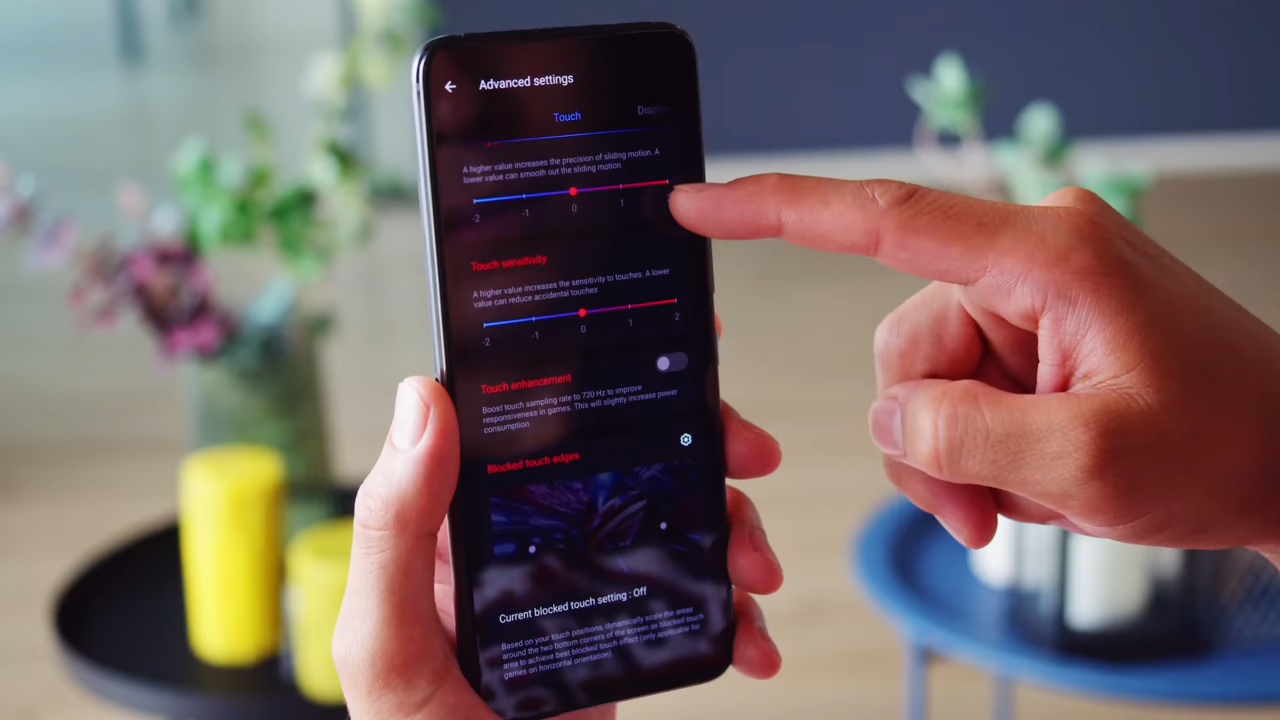 Advanced settings
Touch Display
A higher value increases the precision of sliding motion. A
lower value can smooth out the sliding motion
-2 -1 0 1
Touch sensitivity
A higher value increases the sensitivity to touches. A lower
value can reduce accidental touches
-2 -1 0 1 2
Touch enhancement
Boost touch sampling rate to 720 Hz to improve
responsiveness in games. This will slightly increase power
consumption
Blocked touch edges
Current blocked touch setting : Off
Based on your touch positions, dynamically scale the areas
around the two bottom corners of the screen as blocked touch
area to achieve best blocked touch effect (only applicable for
games on horizontal orientation)